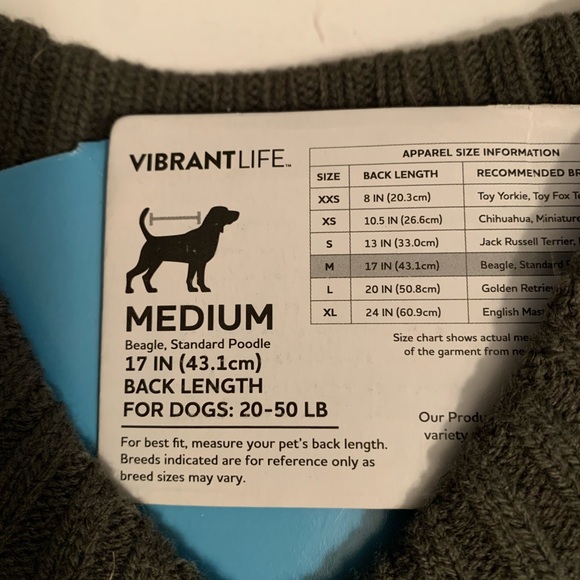 VIBRANTLIFE™
MEDIUM
Beagle, Standard Poodle
17 IN (43.1cm)
BACK LENGTH
FOR DOGS: 20-50 LB
For best fit, measure your pet's back length.
Breeds indicated are for reference only as
breed sizes may vary.
APPAREL SIZE INFORMATION
SIZE BACK LENGTH RECOMMENDED
XXS 8 IN (20.3cm) Toy Yorkie, Toy Fox
XS 10.5 IN (26.6cm) Chihuahua, Miniature
S 13 IN (33.0cm) Jack Russell Terrier,
M 17 IN (43.1cm) Beagle, Standard
L 20 IN (50.8cm) Golden
XL 24 IN (60.9cm) English
Size chart shows actual
of the garment from
Our
variety